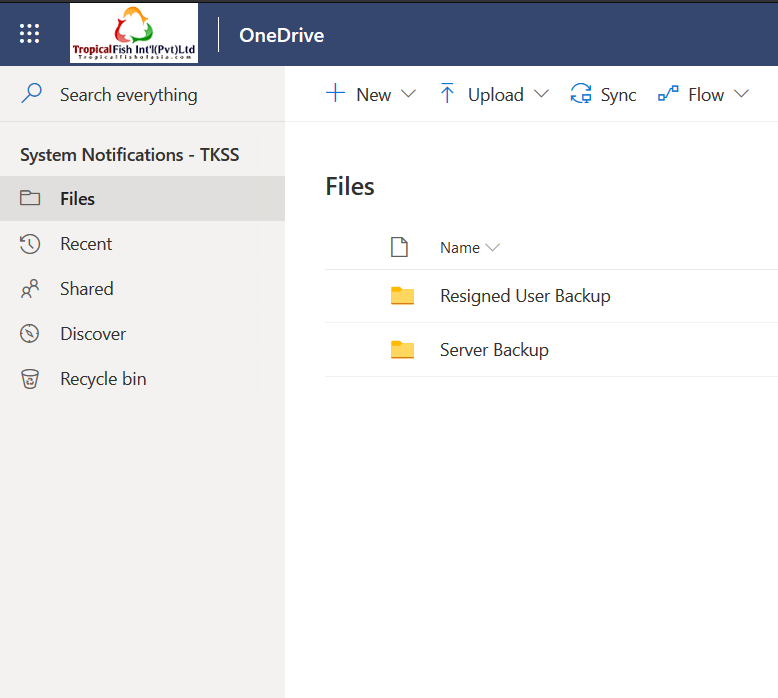 TropicalFish Int'l(Pvt)Ltd
Tropicalfishofasia.com
OneDrive
Search everything
New
Upload
Sync
Flow
System Notifications - TKSS
Files
Recent
Shared
Discover
Recycle bin
Files
Name
Resigned User Backup
Server Backup